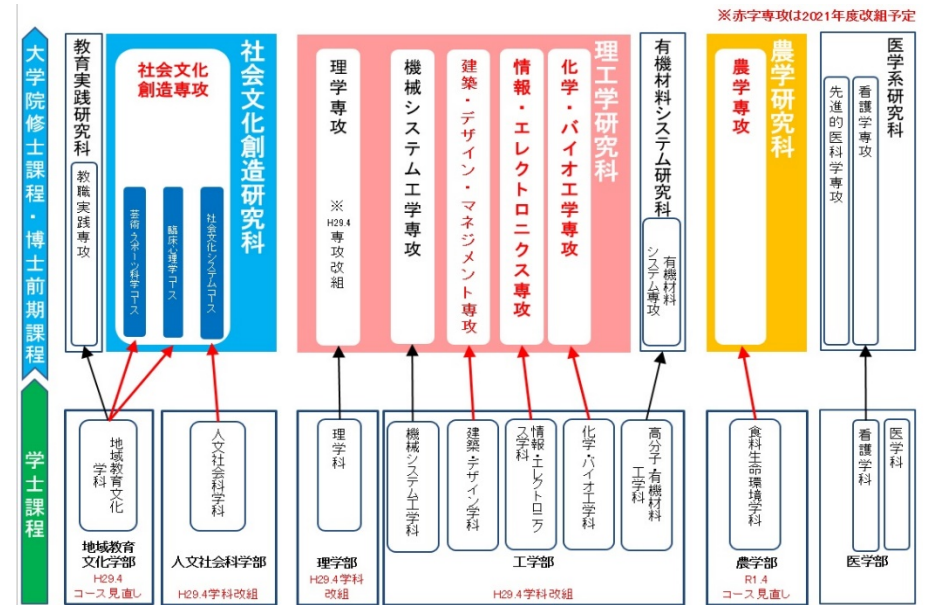 ※赤字専攻は2021年度改組予定
大学院修士課程・博士前期課程
学士課程
教育実践研究科
教職実践専攻
社会文化創造研究科
社会文化
創造専攻
芸術・スポーツ科学コース
臨床心理学コース
社会文化システムコース
理工学研究科
理学専攻
※H29.4専攻改組
機械システム工学専攻
建築・デザイン・マネジメント専攻
情報・エレクトロニクス専攻
化学・バイオ工学専攻
有機材料システム研究科
有機材料
システム専攻
農学研究科
農学専攻
医学系研究科
先進的医科学専攻
看護学専攻
地域教育文化
学科
地域教育
文化学部
H29.4
コース見直し
人文社会科学科
人文社会科学部
H29.4学科改組
理学科
理学部
H29.4学科
改組
機械システム工学科
建築・デザイン学科
情報・エレクトロニク
ス学科
化学・バイオ工学科
高分子・有機材料
工学科
工学部
H29.4学科改組
食料生命環境学科
農学部
R1.4
コース見直し
看護学科
医学科
医学部